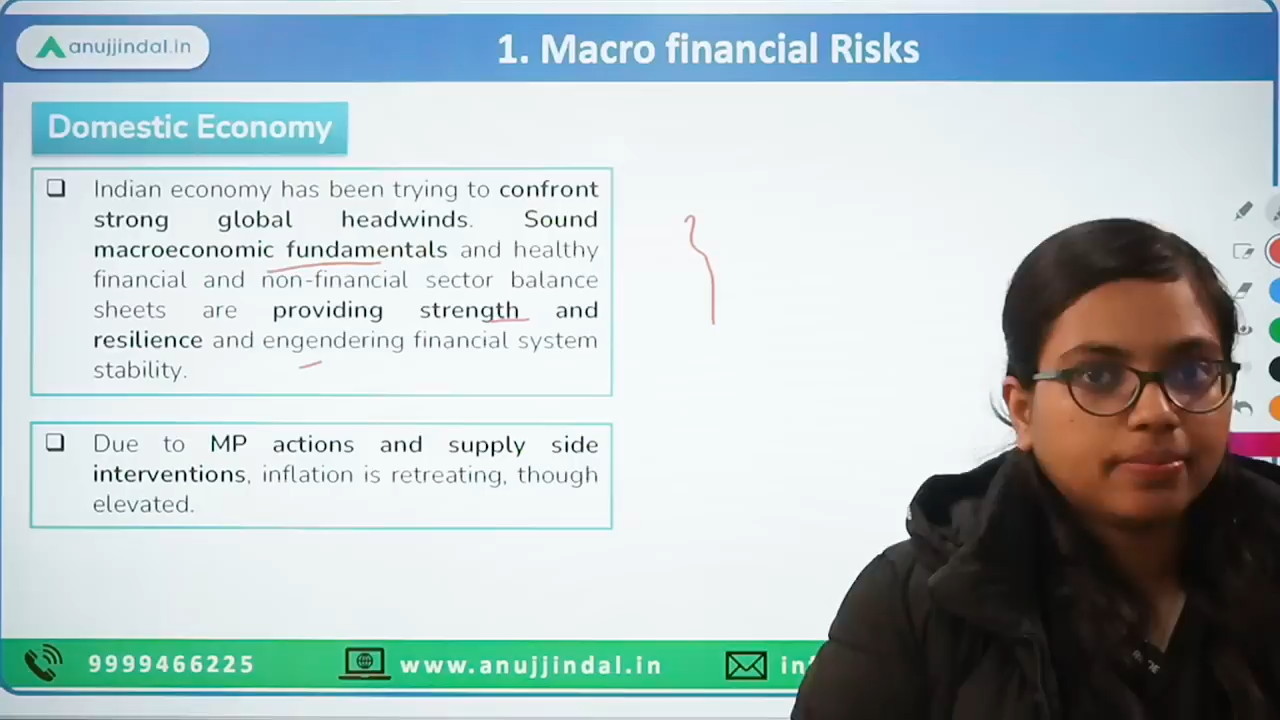 anujjindal.in
1. Macro financial Risks
Domestic Economy
❑ Indian economy has been trying to confront
strong global headwinds. Sound
macroeconomic fundamentals and healthy
financial and non-financial sector balance
sheets are providing strength and
resilience and engendering financial system
stability.
❑ Due to MP actions and supply side
interventions, inflation is retreating, though
elevated.
9999466225
www.anujjindal.in